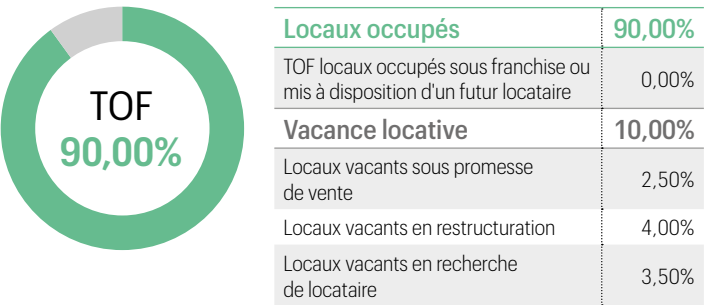 TOF
90,00%
Locaux occupés 90,00%
TOF locaux occupés sous franchise ou
mis à disposition d'un futur locataire 0,00%
Vacance locative 10,00%
Locaux vacants sous promesse
de vente 2,50%
Locaux vacants en restructuration 4,00%
Locaux vacants en recherche
de locataire 3,50%